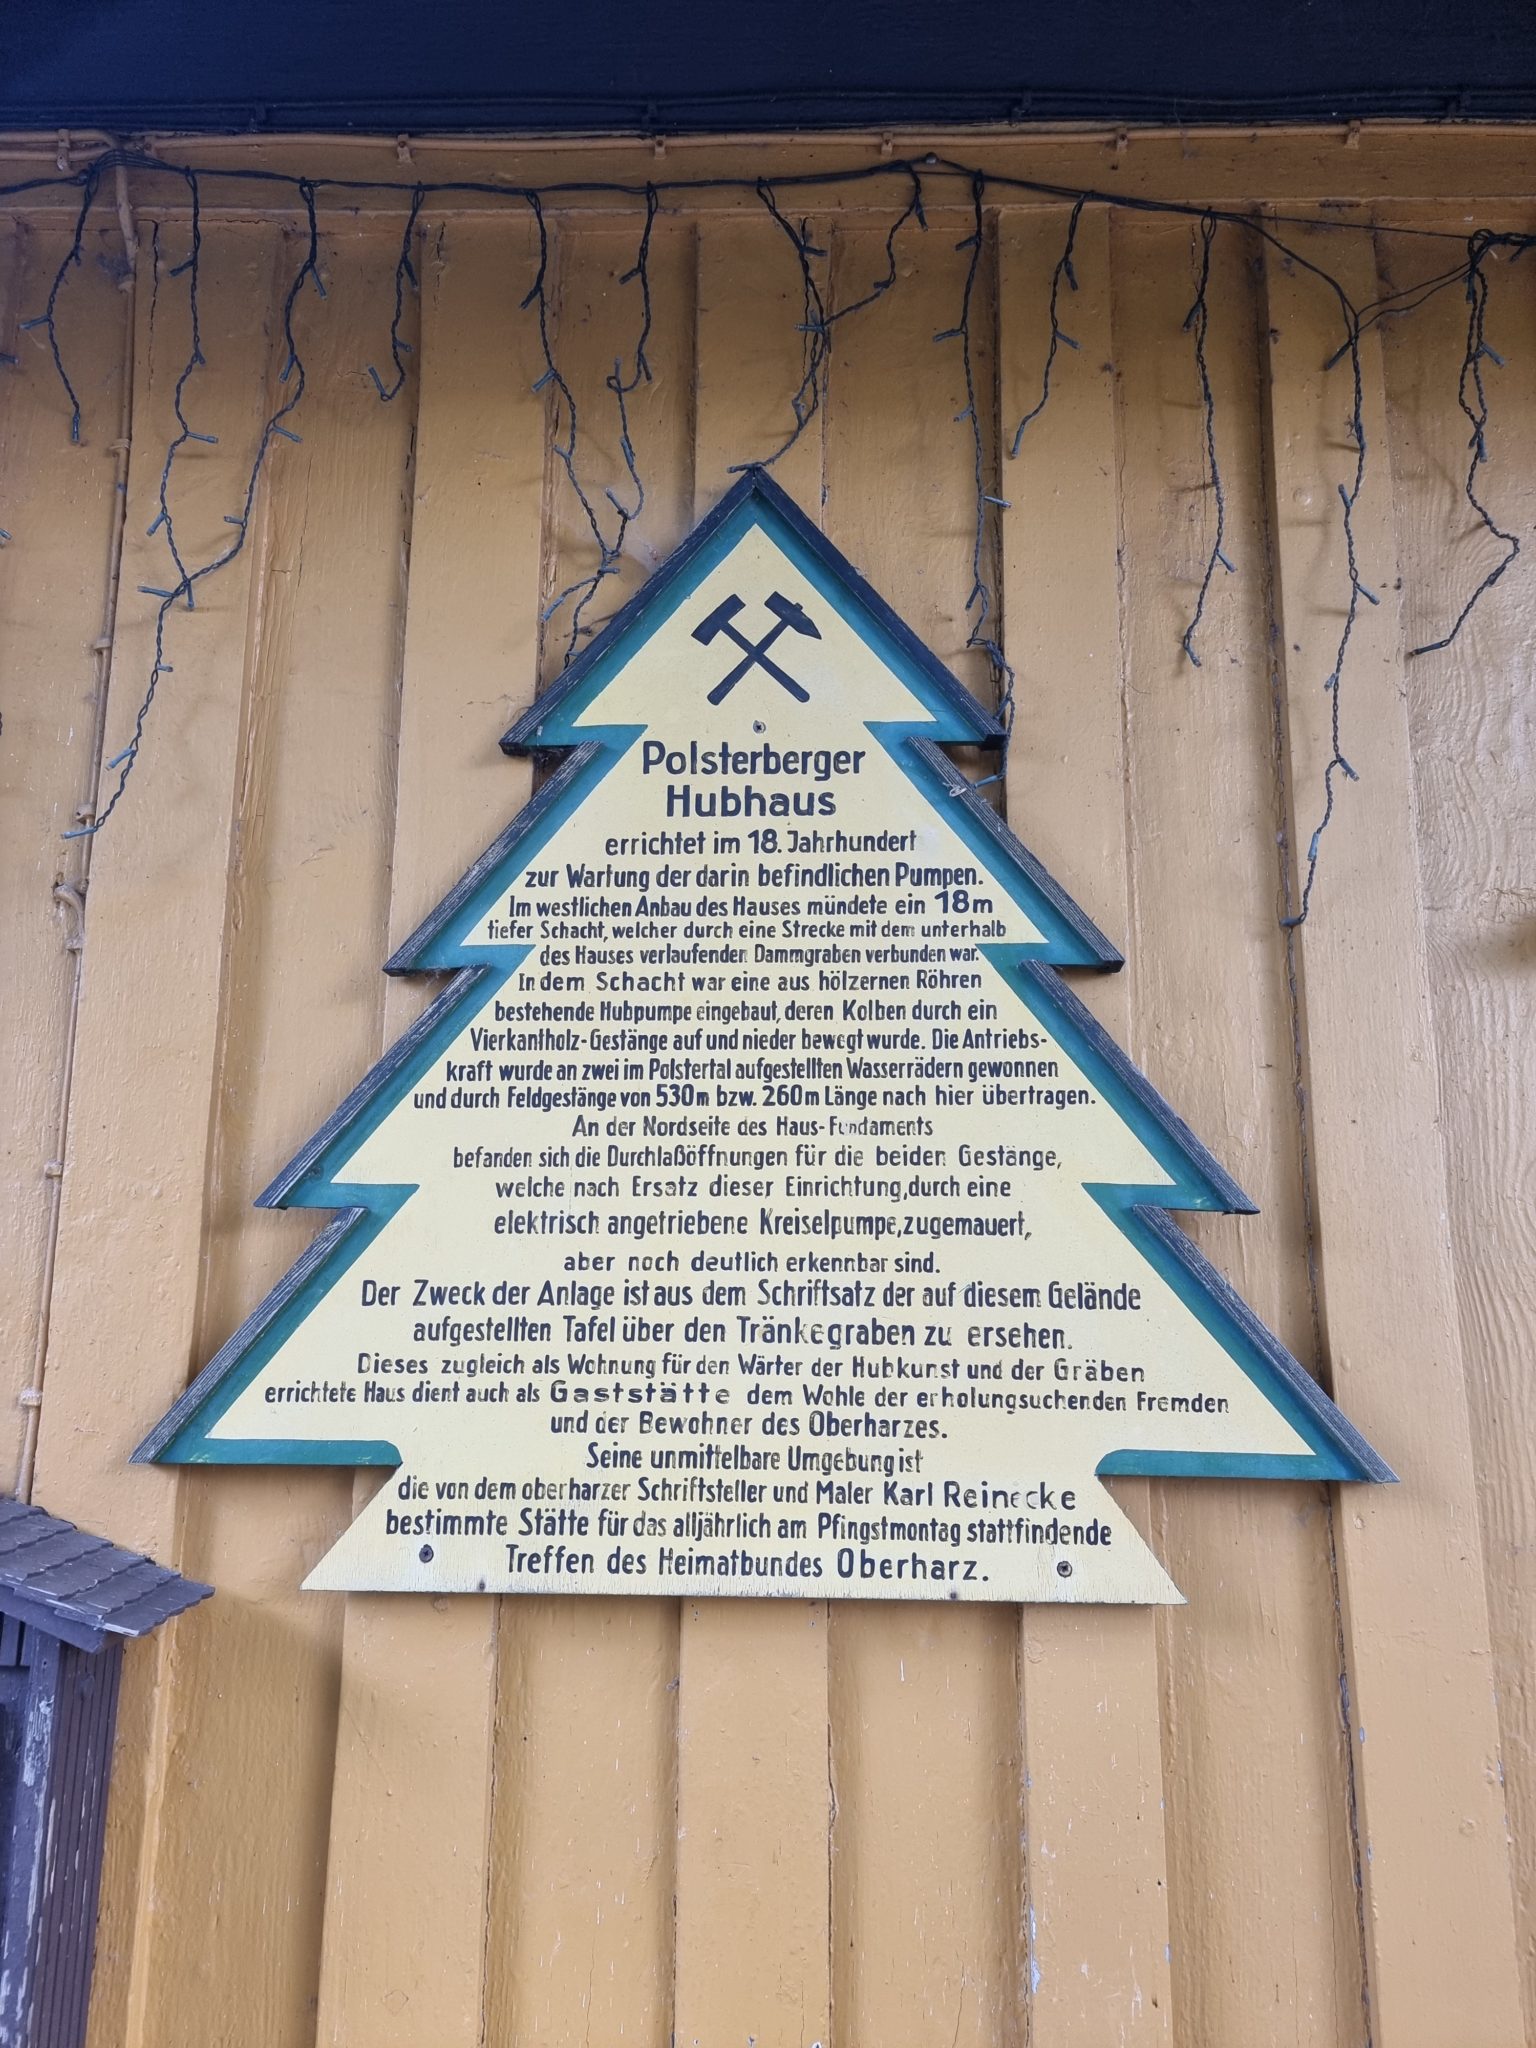 Polsterberger
Hubhaus
errichtet im 18. Jahrhundert
zur Wartung der darin befindlichen Pumpen.
Im westlichen Anbau des Hauses mündete ein 18m
tiefer Schacht, welcher durch eine Strecke mit dem unterhalb
des Hauses verlaufenden Dammgraben verbunden war.
In dem Schacht war eine aus hölzernen Röhren
bestehende Hubpumpe eingebaut, deren Kolben durch ein
Vierkantholz-Gestänge auf und nieder bewegt wurde. Die Antriebs-
kraft wurde an zwei im Polstertal aufgestellten Wasserrädern gewonnen
und durch Feldgestänge von 530m bzw. 260m Länge nach hier übertragen.
An der Nordseite des Haus-Fundaments
befanden sich die Durchlaßöffnungen für die beiden Gestänge,
welche nach Ersatz dieser Einrichtung, durch eine
elektrisch angetriebene Kreiselpumpe, zugemauert,
aber noch deutlich erkennbar sind.
Der Zweck der Anlage ist aus dem Schriftsatz der auf diesem Gelände
aufgestellten Tafel über den Tränkegraben zu ersehen.
Dieses zugleich als Wohnung für den Wärter der Hubkunst und der Gräben
errichtete Haus dient auch als Gaststätte dem Wohle der erholungsuchenden Fremden
und der Bewohner des Oberharzes.
Seine unmittelbare Umgebung ist
die von dem oberharzer Schriftsteller und Maler Karl Reinecke
bestimmte Stätte für das alljährlich am Pfingstmontag stattfindende
Treffen des Heimatbundes Oberharz.